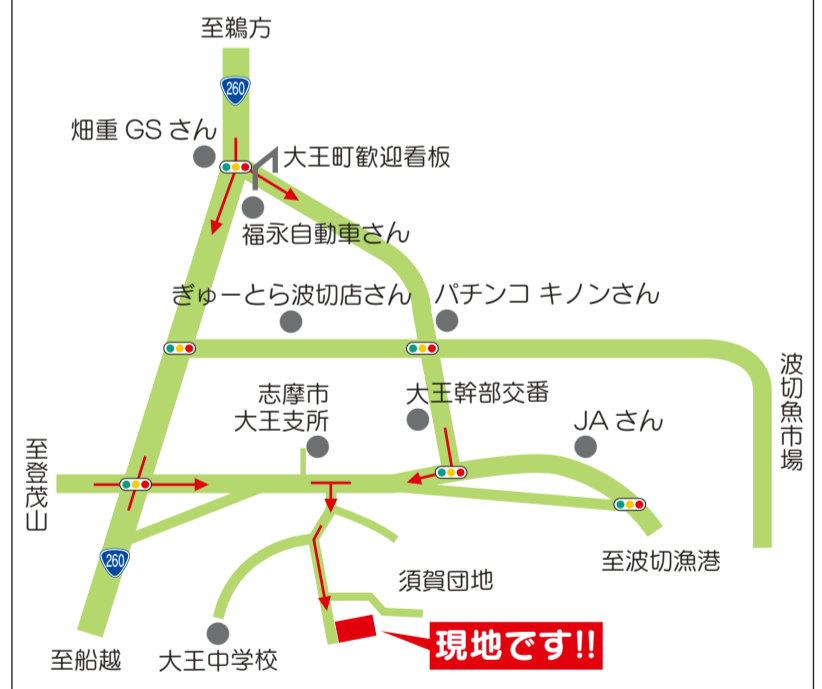 至鵜方
260
畑重 GS さん
大王町歓迎看板
福永自動車さん
ぎゅーとら波切店さん
パチンコ キノンさん
波切魚市場
志摩市
大王支所
大王幹部交番
JA さん
至登茂山
260
至波切漁港
須賀団地
現地です!!
至船越
大王中学校